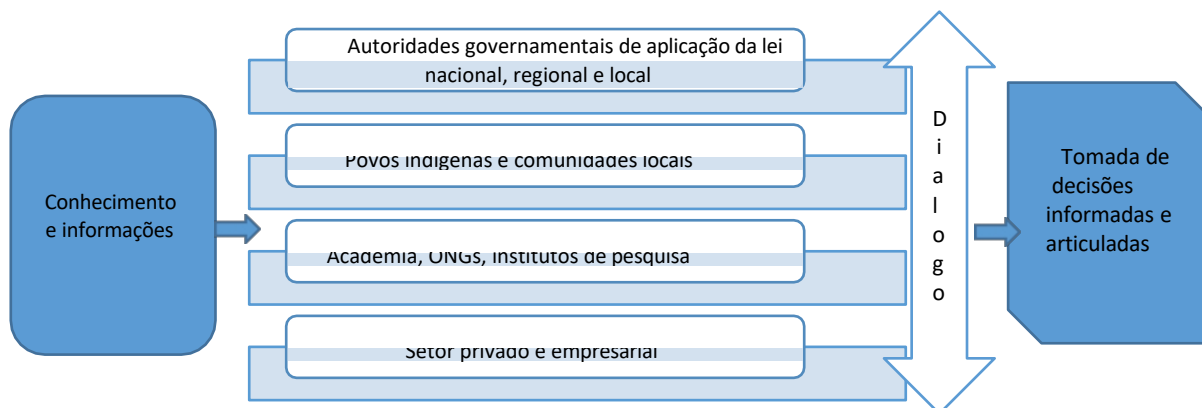 Autoridades governamentais de aplicação da lei
nacional, regional e local
Povos indígenas e comunidades locais
Academia, ONGs, institutos de pesquisa
Setor privado e empresarial
Conhecimento
e informações
Dialogo
Tomada de
decisões
informadas e
articuladas